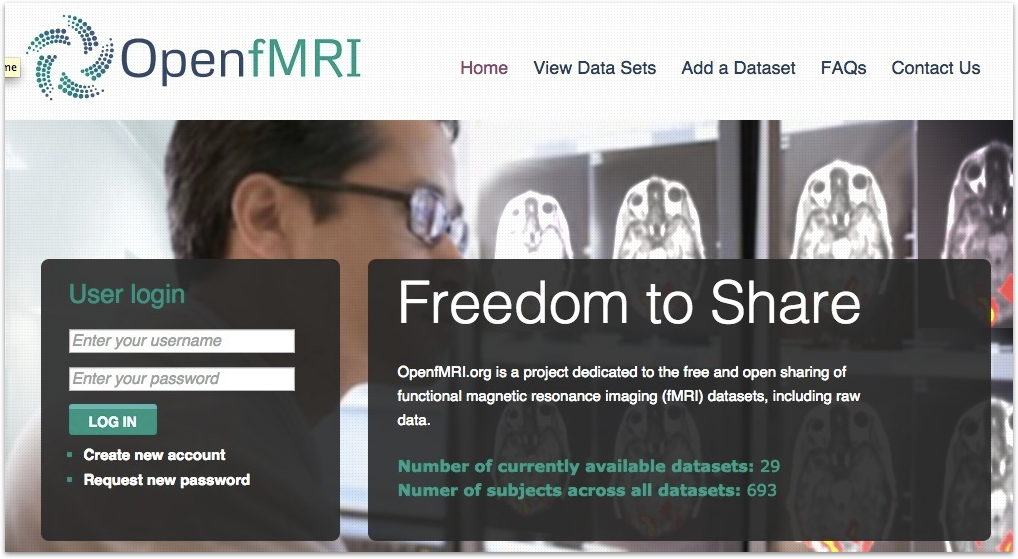 me
OpenfMRI
Home View Data Sets Add a Dataset FAQs Contact Us
User login
Enter your username
Enter your password
LOG IN
Create new account
Request new password
Freedom to Share
OpenfMRI.org is a project dedicated to the free and open sharing of
functional magnetic resonance imaging (fMRI) datasets, including raw
data.
Number of currently available datasets: 29
Numer of subjects across all datasets: 693